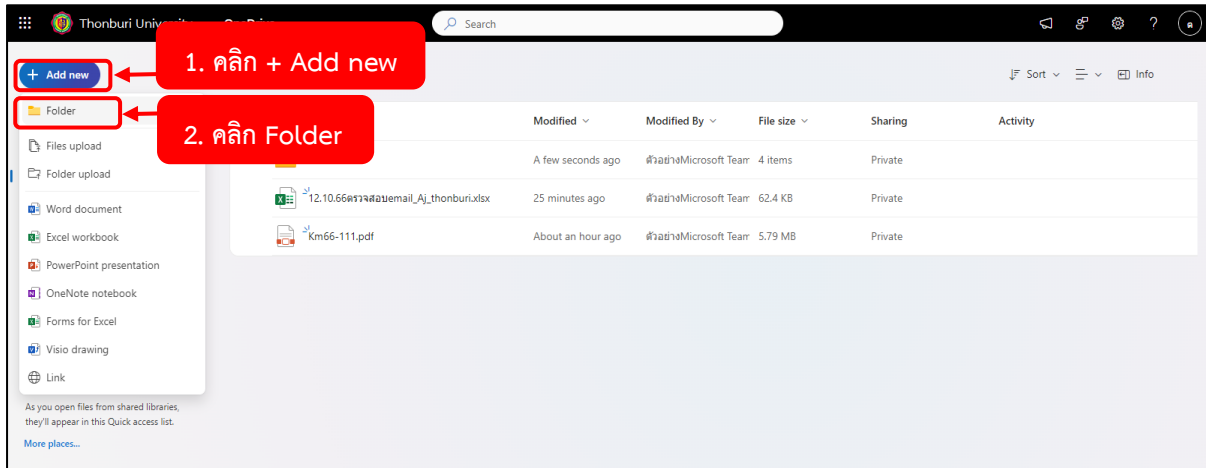 Thonburi University
Search
ต
1. คลิก + Add new
+ Add new
Sort
Info
Folder
2. คลิก Folder
Modified
Modified By
File size
Sharing
Activity
Files upload
A few seconds ago
ตัวอย่างMicrosoft Team
4 items
Private
Folder upload
12.10.66ตรวจสอบemail_Aj_thonburi.xlsx
25 minutes ago
ตัวอย่างMicrosoft Team
62.4 KB
Private
Word document
Excel workbook
Km66-111.pdf
About an hour ago
ตัวอย่างMicrosoft Team
5.79 MB
Private
PowerPoint presentation
OneNote notebook
Forms for Excel
Visio drawing
Link
As you open files from shared libraries,
they'll appear in this Quick access list.
More places...